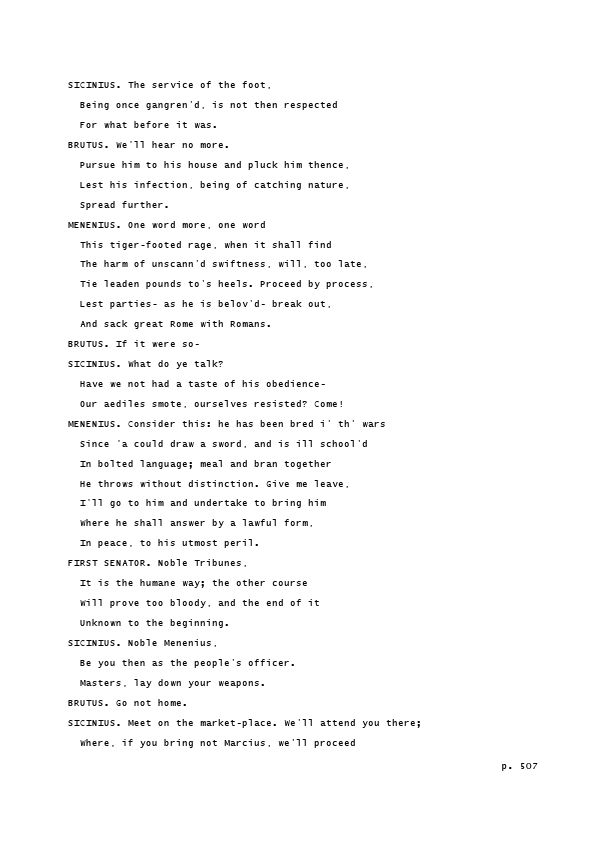 SICINIUS. The service of the foot,
Being once gangren'd, is not then respected
For what before it was.
BRUTUS. We'll hear no more.
Pursue him to his house and pluck him thence,
Lest his infection, being of catching nature,
Spread further.
MENENIUS. One word more, one word
This tiger-footed rage, when it shall find
The harm of unscann'd swiftness, will, too late,
Tie leaden pounds to's heels. Proceed by process,
Lest parties- as he is belov'd- break out,
And sack great Rome with Romans.
BRUTUS. If it were so-
SICINIUS. What do ye talk?
Have we not had a taste of his obedience-
Our aediles smote, ourselves resisted? Come!
MENENIUS. Consider this: he has been bred i' th' wars
Since 'a could draw a sword, and is ill school'd
In bolted language; meal and bran together
He throws without distinction. Give me leave,
I'll go to him and undertake to bring him
Where he shall answer by a lawful form,
In peace, to his utmost peril.
FIRST SENATOR. Noble Tribunes,
It is the humane way; the other course
Will prove too bloody, and the end of it
Unknown to the beginning.
SICINIUS. Noble Menenius,
Be you then as the people's officer.
Masters, lay down your weapons.
BRUTUS. Go not home.
SICINIUS. Meet on the market-place. We'll attend you there;
Where, if you bring not Marcius, we'll proceed
p. 507